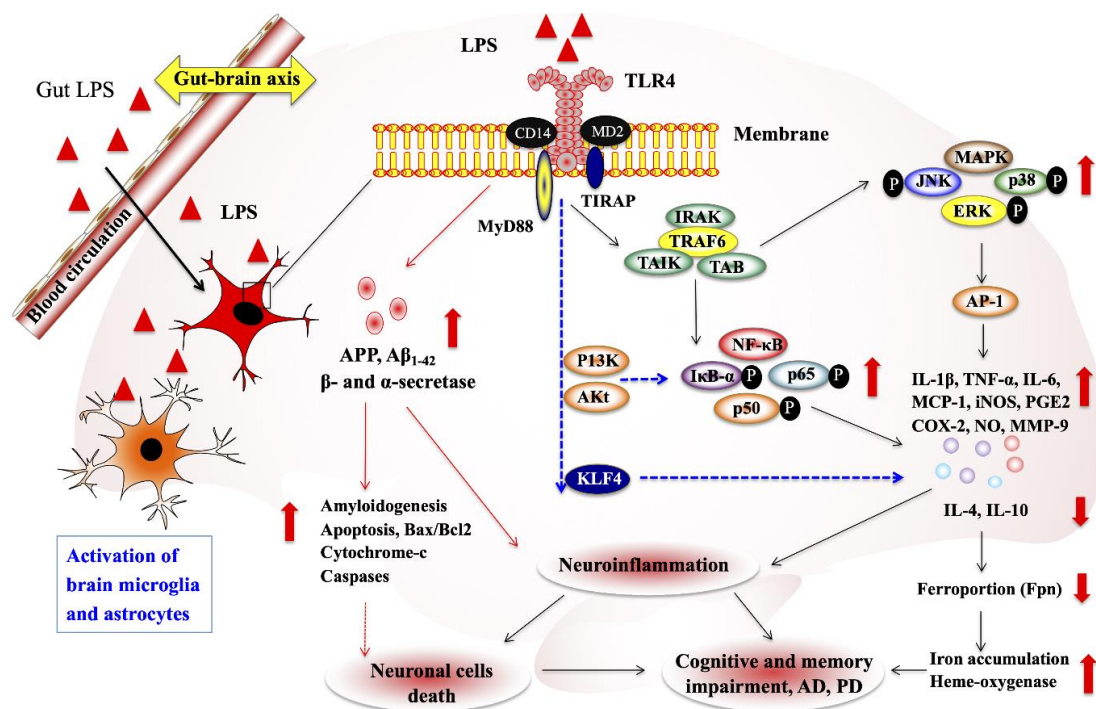 LPS
Gut-brain axis
Gut LPS
TLR4
CD14
MD2
Membrane
MAPK
P
JNK
p38
P
ERK
P
TIRAP
MyD88
LPS
Blood circulation
IRAK
TRAF6
TAIK
TAB
AP-1
NF-κB
P13K
IκB-α
P
p65
P
AKt
p50
P
APP, Aβ1-42
β- and α-secretase
IL-1β, TNF-α, IL-6,
MCP-1, iNOS, PGE2
COX-2, NO, MMP-9
KLF4
IL-4, IL-10
Amyloidogenesis
Apoptosis, Bax/Bcl2
Cytochrome-c
Caspases
Activation of
brain microglia
and astrocytes
Neuroinflammation
Ferroportion (Fpn)
Neuronal cells
death
Cognitive and memory
impairment, AD, PD
Iron accumulation
Heme-oxygenase